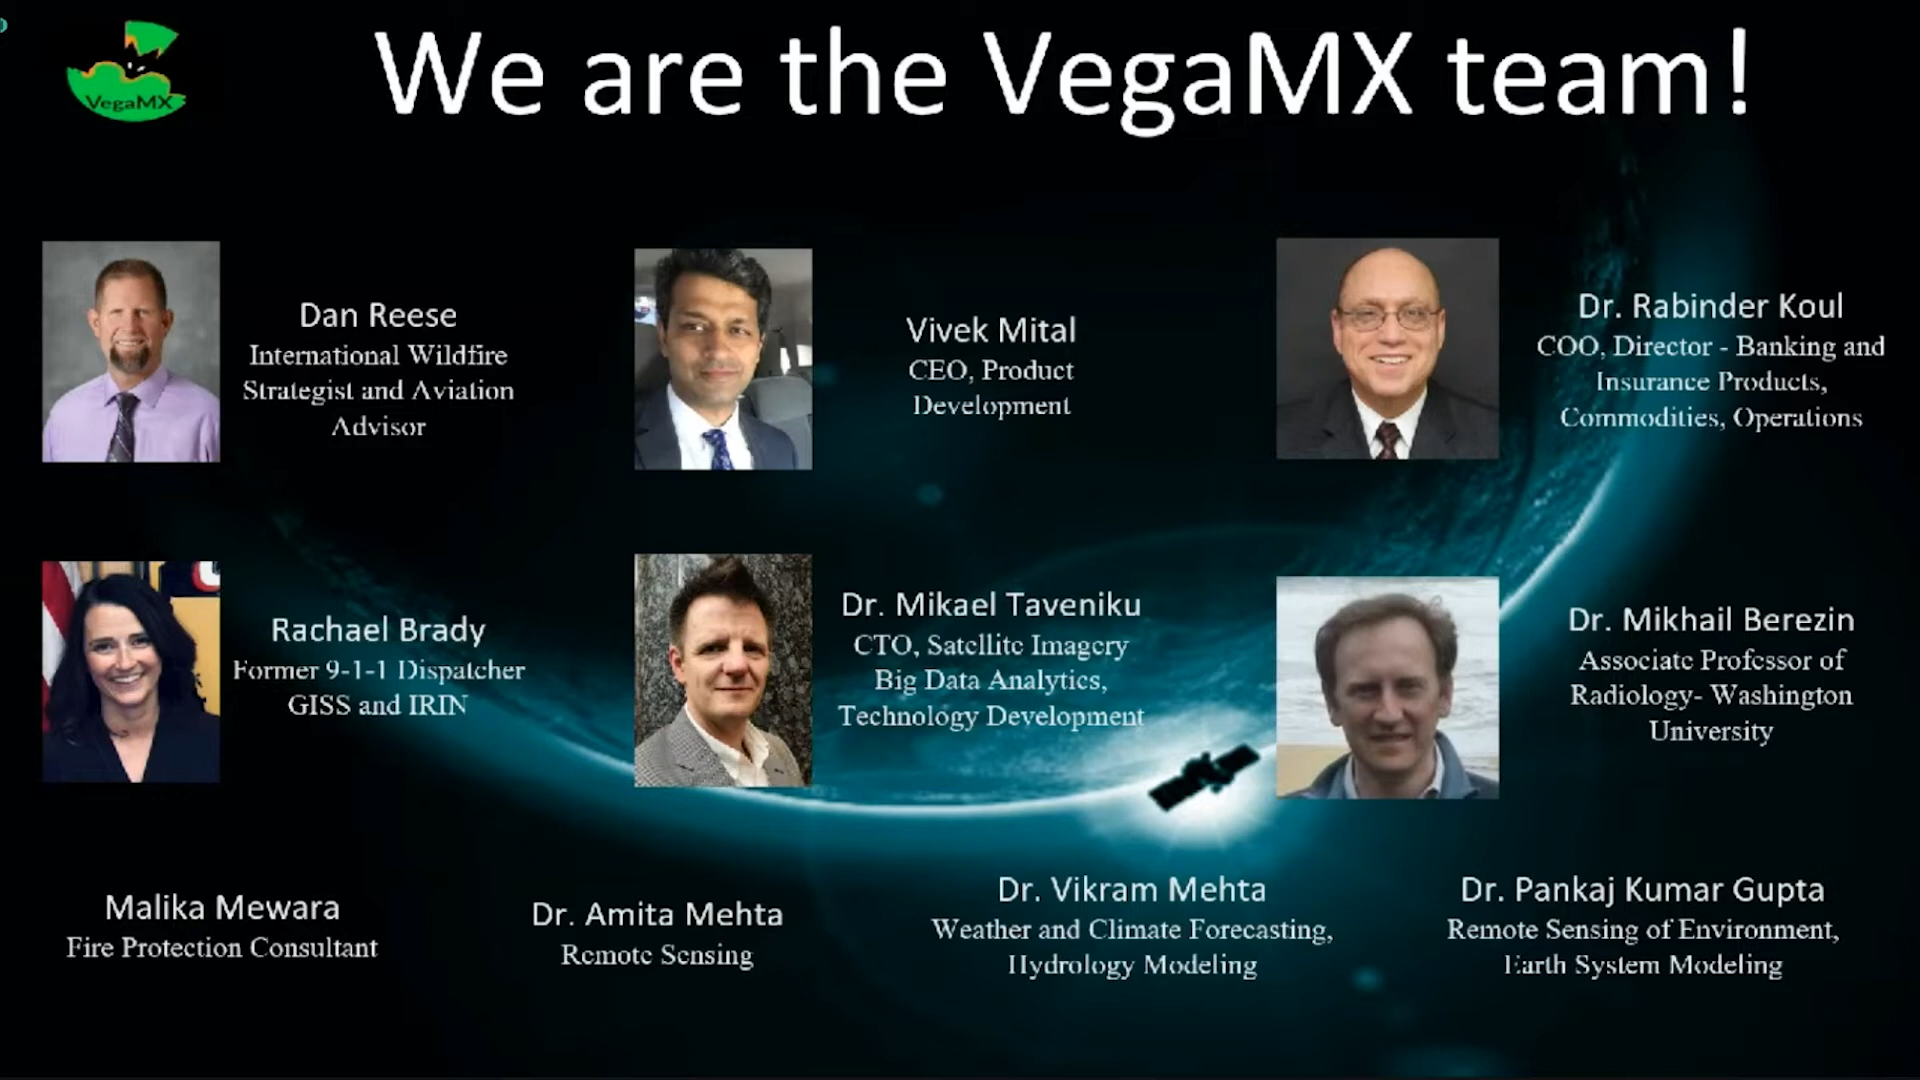 VegaMX
We are the VegaMX team!
Dan Reese
International Wildfire
Strategist and Aviation
Advisor
Vivek Mital
CEO, Product
Development
Dr. Rabinder Koul
COO, Director - Banking and
Insurance Products,
Commodities, Operations
Rachael Brady
Former 9-1-1 Dispatcher
GISS and IRIN
Dr. Mikael Taveniku
CTO, Satellite Imagery
Big Data Analytics,
Technology Development
Dr. Mikhail Berezin
Associate Professor of
Radiology- Washington
University
Malika Mewara
Fire Protection Consultant
Dr. Amita Mehta
Remote Sensing
Dr. Vikram Mehta
Weather and Climate Forecasting,
Hydrology Modeling
Dr. Pankaj Kumar Gupta
Remote Sensing of Environment,
Earth System Modeling